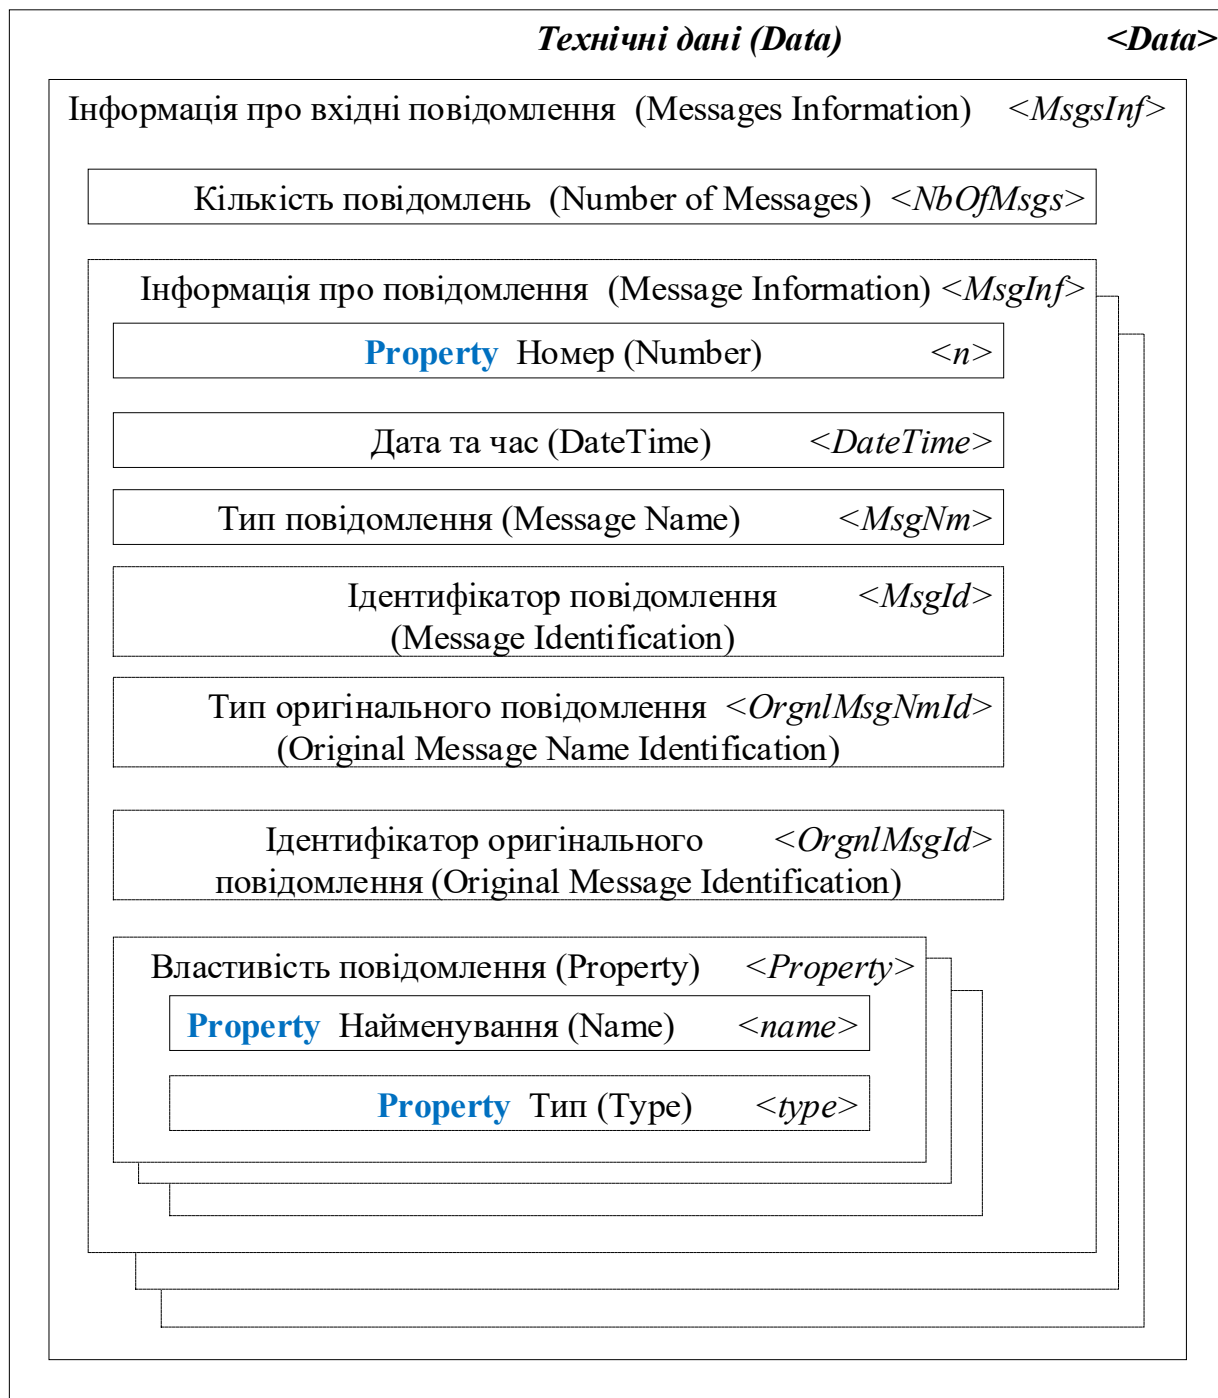 Технічні дані (Data) <Data>
Інформація про вхідні повідомлення (Messages Information) <MsgsInf>
Кількість повідомлень (Number of Messages) <NbOfMsgs>
Інформація про повідомлення (Message Information) <MsgInf>
Property Номер (Number) <n>
Дата та час (DateTime) <DateTime>
Тип повідомлення (Message Name) <MsgNm>
Ідентифікатор повідомлення <MsgId>
(Message Identification)
Тип оригінального повідомлення <OrgnlMsgNmId>
(Original Message Name Identification)
Ідентифікатор оригінального <OrgnlMsgId>
повідомлення (Original Message Identification)
Властивість повідомлення (Property) <Property>
Property Найменування (Name) <name>
Property Тип (Type) <type>